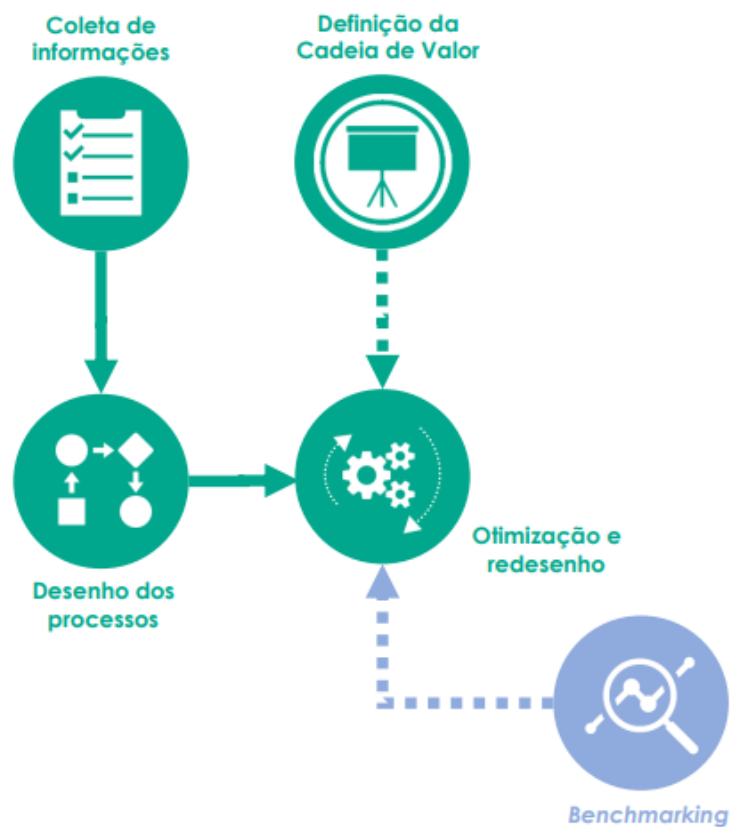 Coleta de
informações
Definição da
Cadeia de Valor
Desenho dos
processos
Otimização e
redesenho
Benchmarking